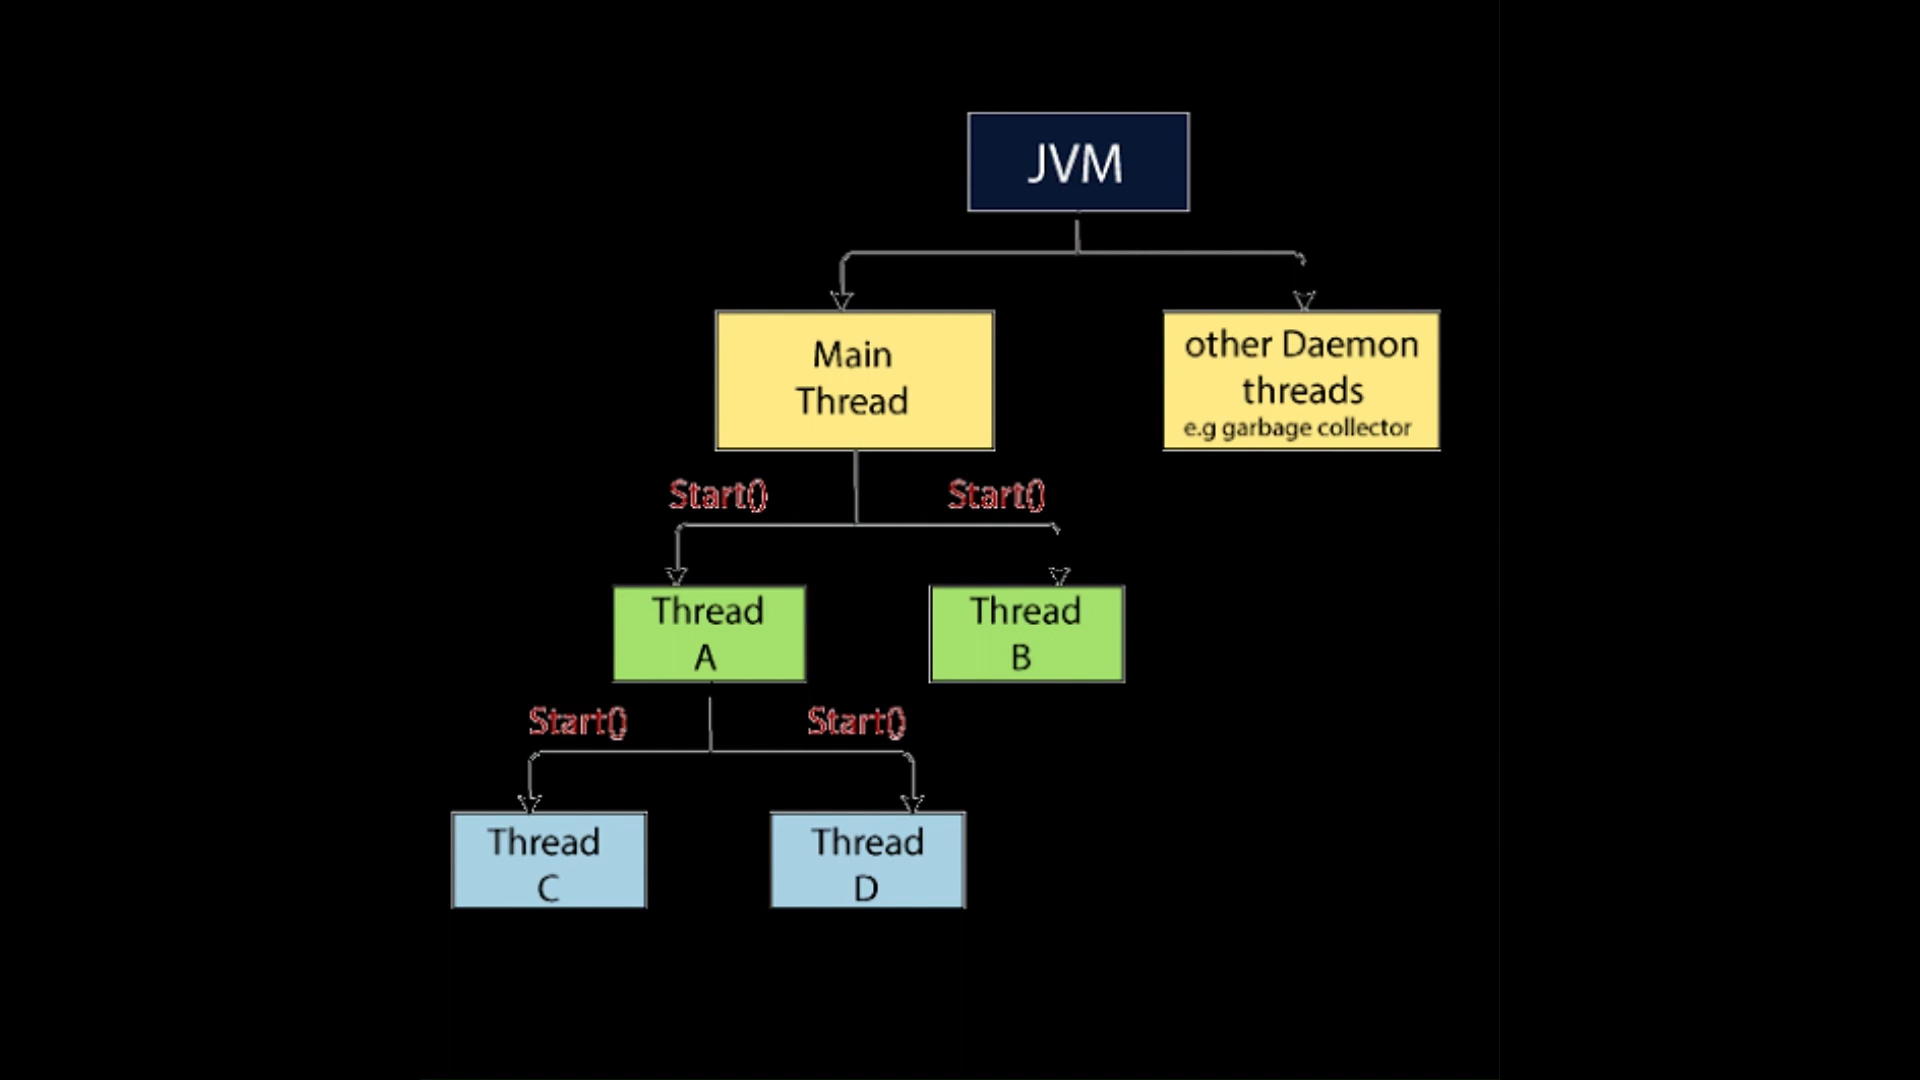 JVM
Main
Thread
other Daemon
threads
e.g garbage collector
Start()
Start()
Thread
A
Thread
B
Start()
Start()
Thread
C
Thread
D